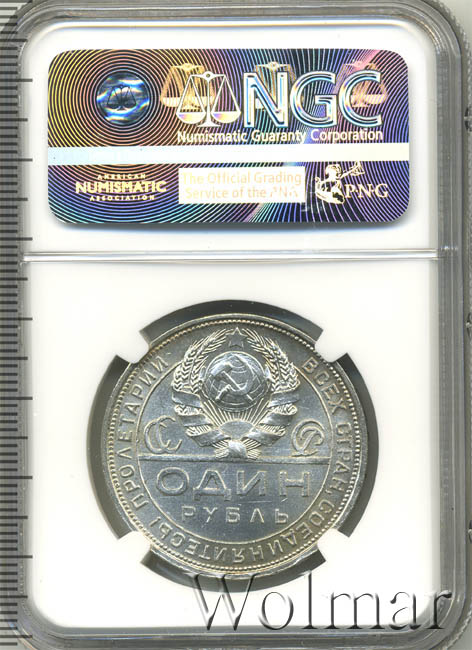 NGC
Numismatic Guaranty Corporation
AMERICAN
NUMISMATIC
ASSOCIATION
The Official Grading
Service of the PNG
PNG
ПРОЛЕТАРИИ ВСЕХ СТРАН, СОЕДИНЯЙТЕСЬ!
С С
С Р
ОДИН
РУБЛЬ
Wolmar